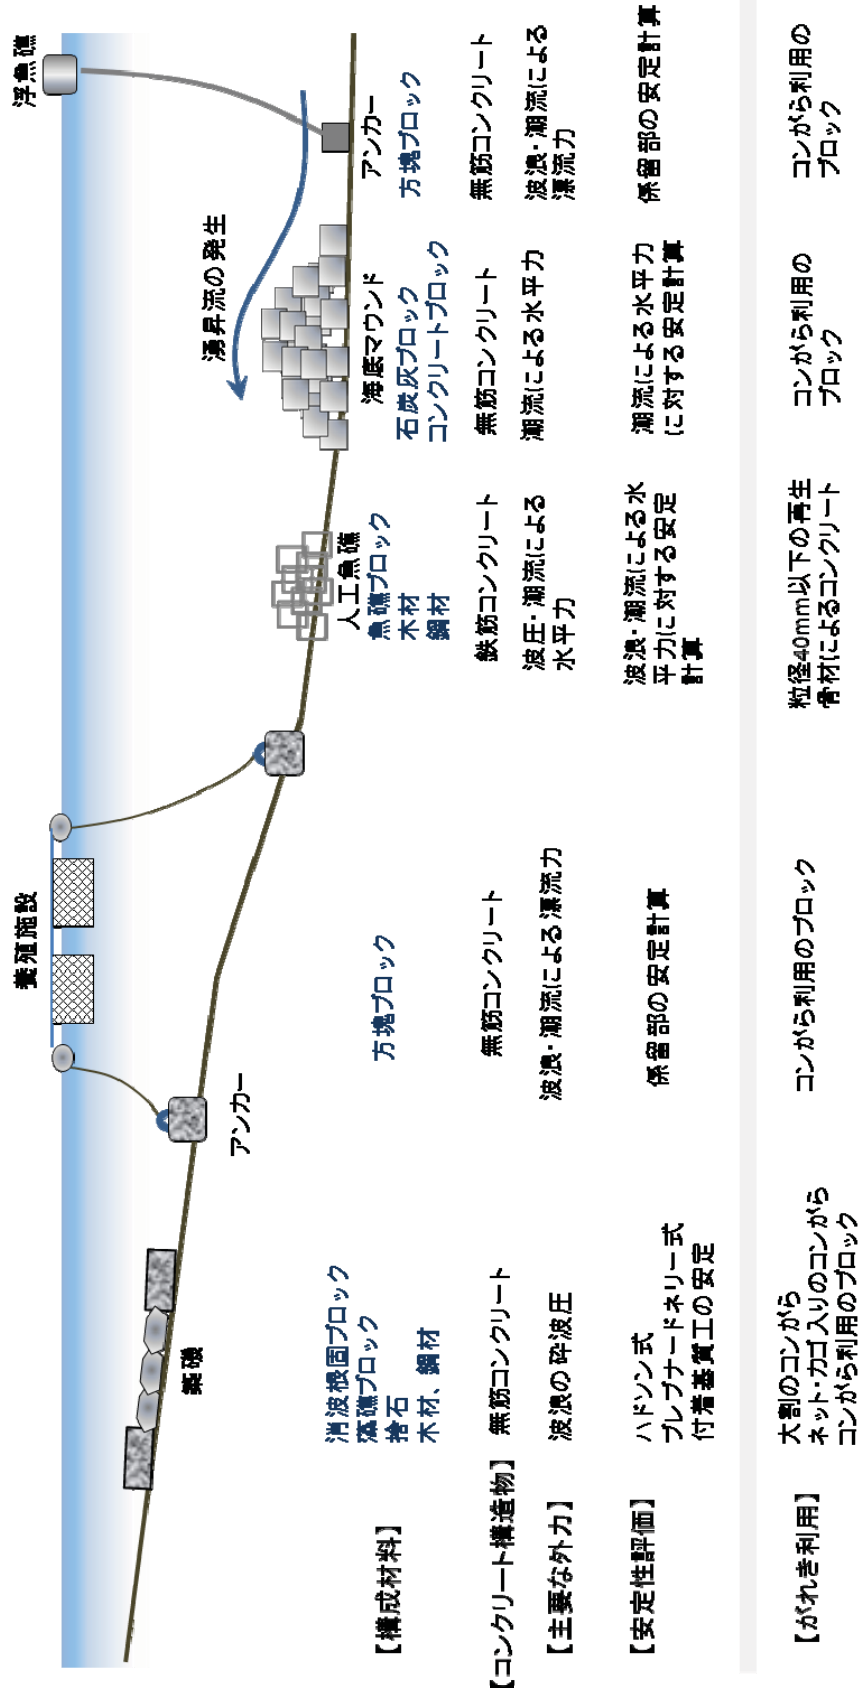 浮魚礁
養殖施設
湧昇流の発生
築磯
アンカー
人工魚礁
海底マウンド
アンカー
【構成材料】
消波根固ブロック
藻礁ブロック
捨石
木材、鋼材
方塊ブロック
魚礁ブロック
木材
鋼材
石炭灰ブロック
コンクリートブロック
方塊ブロック
【コンクリート構造物】
無筋コンクリート
無筋コンクリート
鉄筋コンクリート
無筋コンクリート
無筋コンクリート
【主要な外力】
波浪の砕波圧
波浪・潮流による漂流力
波圧・潮流による
水平力
潮流による水平力
波浪・潮流による
漂流力
【安定性評価】
ハドソン式
ブレブナードネリー式
付着基質工の安定
係留部の安定計算
波浪・潮流による水
平力に対する安定
計算
潮流による水平力
に対する安定計算
係留部の安定計算
【がれき利用】
大割のコンがら
ネット・カゴ入りのコンがら
コンがら利用のブロック
コンがら利用のブロック
粒径40mm以下の再生
骨材によるコンクリート
コンがら利用の
ブロック
コンがら利用の
ブロック